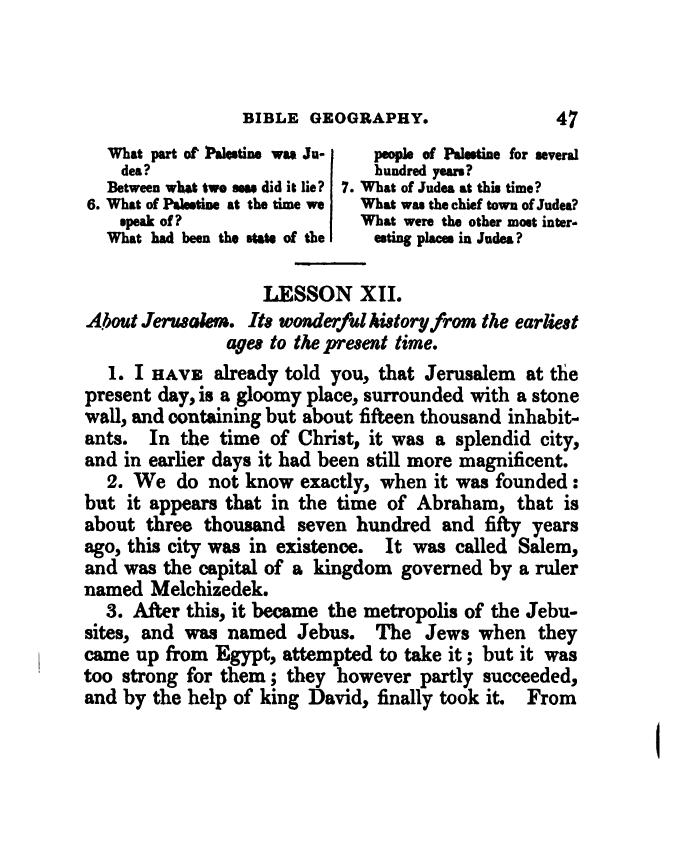 BIBLE GEOGRAPHY. 47
What part of Palestine was Ju-
dea?
Between what two seas did it lie?
6. What of Palestine at the time we
speak of?
What had been the state of the
people of Palestine for several
hundred years?
7. What of Judea at this time?
What was the chief town of Judea?
What were the other most inter-
esting places in Judea?
LESSON XII.
About Jerusalem. Its wonderful history from the earliest
ages to the present time.
1. I HAVE already told you, that Jerusalem at the
present day, is a gloomy place, surrounded with a stone
wall, and containing but about fifteen thousand inhabit-
ants. In the time of Christ, it was a splendid city,
and in earlier days it had been still more magnificent.
2. We do not know exactly, when it was founded:
but it appears that in the time of Abraham, that is
about three thousand seven hundred and fifty years
ago, this city was in existence. It was called Salem,
and was the capital of a kingdom governed by a ruler
named Melchizedek.
3. After this, it became the metropolis of the Jebu-
sites, and was named Jebus. The Jews when they
came up from Egypt, attempted to take it; but it was
too strong for them; they however partly succeeded,
and by the help of king David, finally took it. From